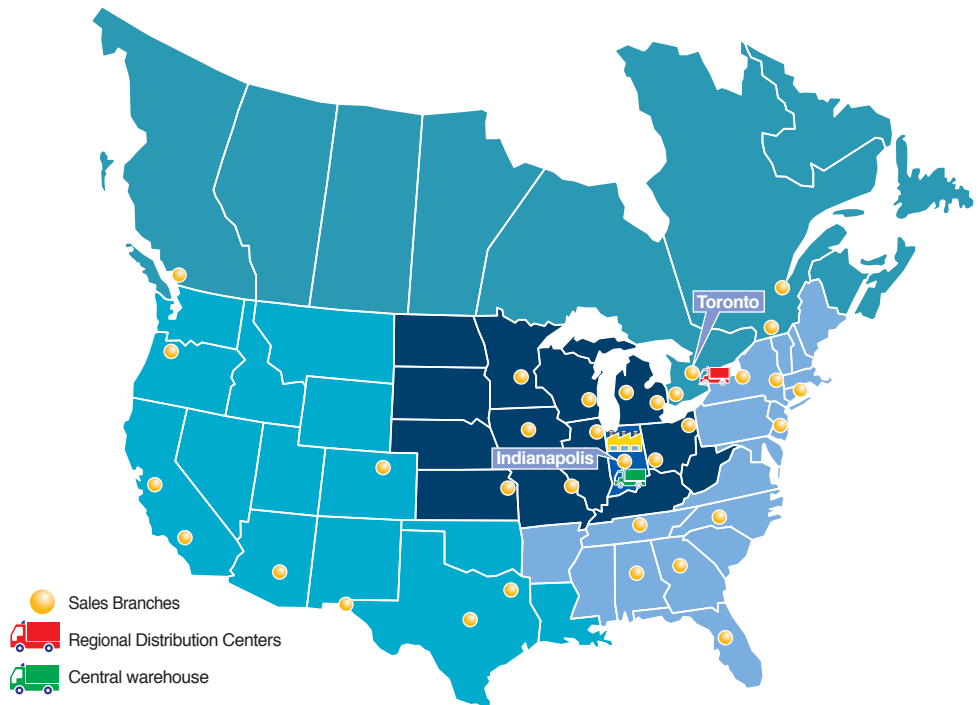 Toronto
Indianapolis
Sales Branches
Regional Distribution Centers
Central warehouse